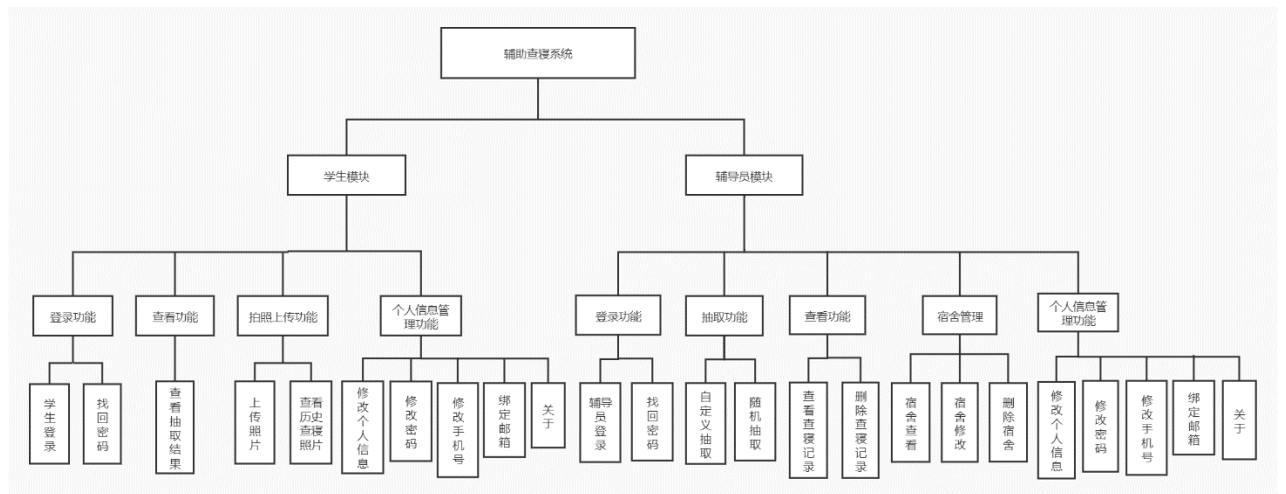 辅助查寝系统
学生模块
辅导员模块
登录功能
查看功能
拍照上传功能
个人信息管
理功能
登录功能
抽取功能
查看功能
宿舍管理
个人信息管
理功能
学生登录
找回密码
查看抽取结果
上传照片
查看
历史
查寝
照片
修改个人信息
修改密码
修改手机号
绑定邮箱
关于
辅导
员登录
找回密码
自定义抽取
随机抽取
查看查寝记录
删除查寝记录
宿舍查看
宿舍修改
删除宿舍
修改个人信息
修改密码
修改手机号
绑定邮箱
关于